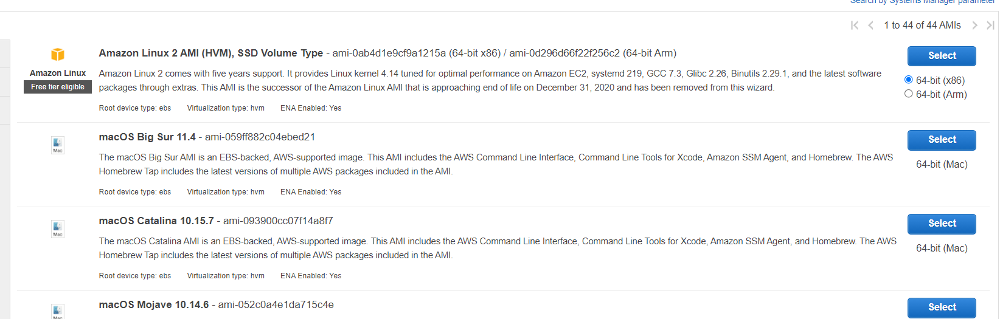 Search by Systems Manager parameter
1 to 44 of 44 AMIs
Amazon Linux
Free tier eligible
Amazon Linux 2 AMI (HVM), SSD Volume Type - ami-0ab4d1e9cf9a1215a (64-bit x86) / ami-0d296d66f22f256c2 (64-bit Arm)
Amazon Linux 2 comes with five years support. It provides Linux kernel 4.14 tuned for optimal performance on Amazon EC2, systemd 219, GCC 7.3, Glibc 2.26, Binutils 2.29.1, and the latest software
packages through extras. This AMI is the successor of the Amazon Linux AMI that is approaching end of life on December 31, 2020 and has been removed from this wizard.
Root device type: ebs Virtualization type: hvm ENA Enabled: Yes
Select
64-bit (x86)
64-bit (Arm)
Mac
macOS Big Sur 11.4 - ami-059ff882c04ebed21
The macOS Big Sur AMI is an EBS-backed, AWS-supported image. This AMI includes the AWS Command Line Interface, Command Line Tools for Xcode, Amazon SSM Agent, and Homebrew. The AWS
Homebrew Tap includes the latest versions of multiple AWS packages included in the AMI.
Root device type: ebs Virtualization type: hvm ENA Enabled: Yes
Select
64-bit (Mac)
Mac
macOS Catalina 10.15.7 - ami-093900cc07f14a8f7
The macOS Catalina AMI is an EBS-backed, AWS-supported image. This AMI includes the AWS Command Line Interface, Command Line Tools for Xcode, Amazon SSM Agent, and Homebrew. The AWS
Homebrew Tap includes the latest versions of multiple AWS packages included in the AMI.
Root device type: ebs Virtualization type: hvm ENA Enabled: Yes
Select
64-bit (Mac)
Mac
macOS Mojave 10.14.6 - ami-052c0a4e1da715c4e
Select